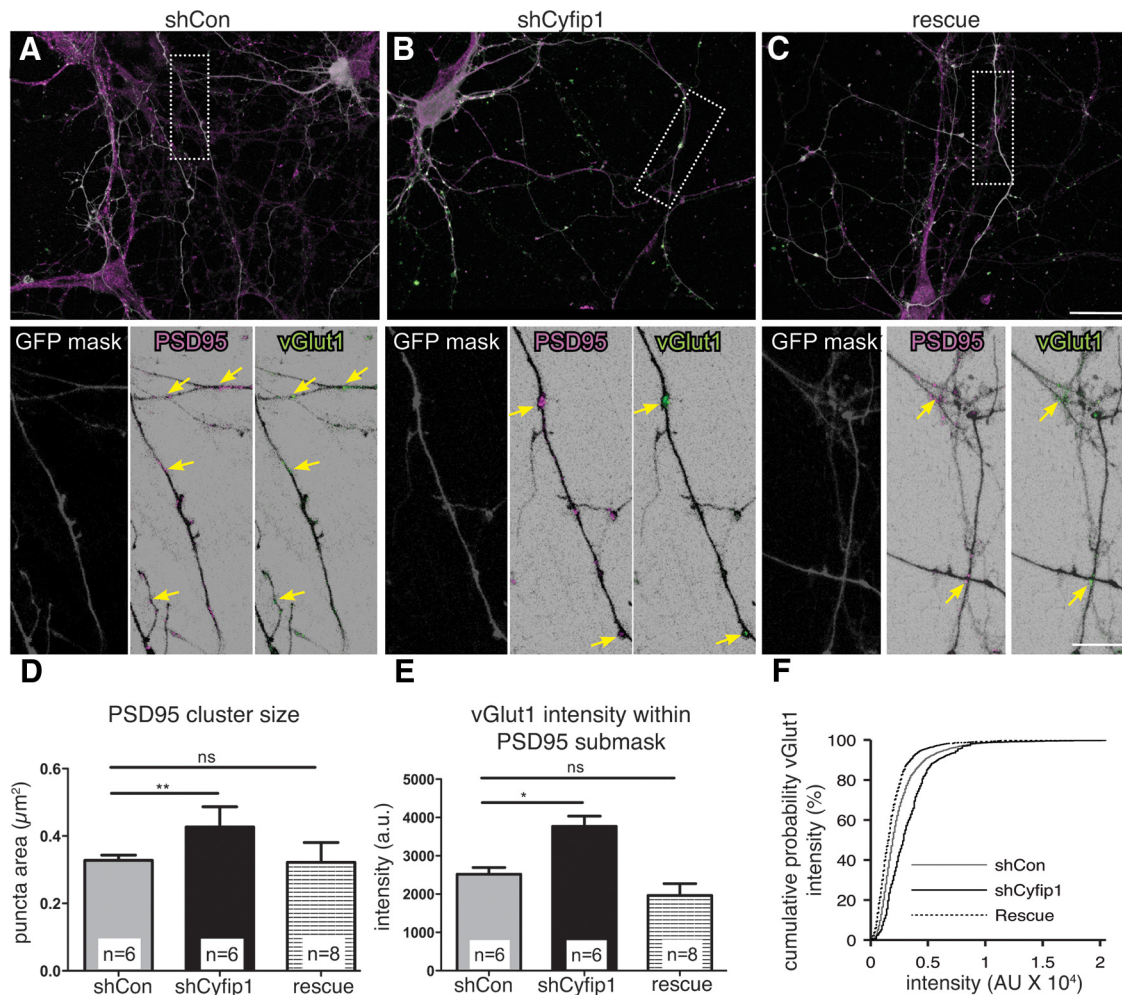 shCon
shCyfip1
rescue
A
B
C
GFP mask
PSD95
vGlut1
GFP mask
PSD95
vGlut1
GFP mask
PSD95
vGlut1
D
E
F
PSD95 cluster size
vGlut1 intensity within
PSD95 submask
puncta area (µm²)
0.6
0.4
0.2
0.0
ns
**
n=6
n=6
n=8
shCon
shCyfip1
rescue
intensity (a.u.)
5000
4000
3000
2000
1000
0
ns
*
n=6
n=6
n=8
shCon
shCyfip1
rescue
cumulative probability vGlut1
intensity (%)
100
80
60
40
20
0
shCon
shCyfip1
Rescue
0
0.5
1
1.5
2
intensity (AU X 10⁴)